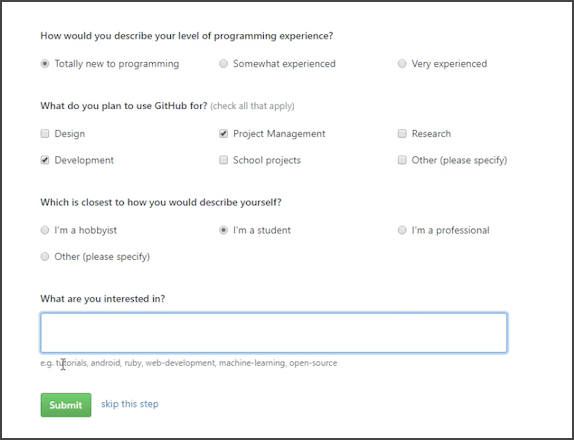 How would you describe your level of programming experience?
Totally new to programming Somewhat experienced Very experienced
What do you plan to use GitHub for? (check all that apply)
Design Project Management Research
Development School projects Other (please specify)
Which is closest to how you would describe yourself?
I'm a hobbyist I'm a student I'm a professional
Other (please specify)
What are you interested in?
e.g. tutorials, android, ruby, web-development, machine-learning, open-source
Submit skip this step